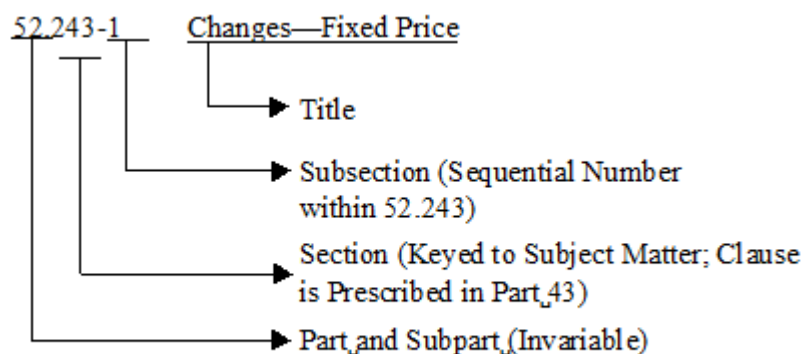 52.243-1 Changes—Fixed Price
Title
Subsection (Sequential Number
within 52.243)
Section (Keyed to Subject Matter; Clause
is Prescribed in Part 43)
Part and Subpart (Invariable)